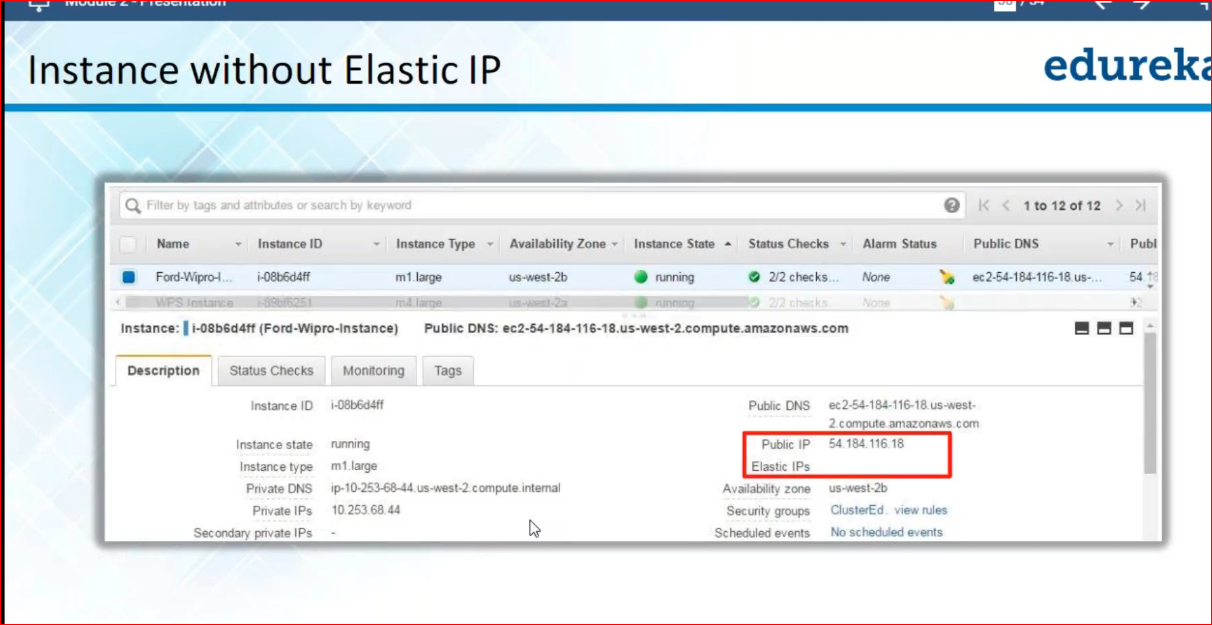 Module 2 - Presentation
/ 54
Instance without Elastic IP
edureka
Filter by tags and attributes or search by keyword
1 to 12 of 12
Name Instance ID Instance Type Availability Zone Instance State Status Checks Alarm Status Public DNS Publ
Ford-Wipro-I... i-08b6d4ff m1.large us-west-2b running 2/2 checks... None ec2-54-184-116-18.us-... 54
WPS Instance i-89bf6251 m4.large us-west-2a running 2/2 checks None
Instance: i-08b6d4ff (Ford-Wipro-Instance) Public DNS: ec2-54-184-116-18.us-west-2.compute.amazonaws.com
Description Status Checks Monitoring Tags
Instance ID i-08b6d4ff Public DNS ec2-54-184-116-18.us-west-
2.compute.amazonaws.com
Instance state running Public IP 54.184.116.18
Instance type m1.large Elastic IPs
Private DNS ip-10-253-68-44.us-west-2.compute.internal Availability zone us-west-2b
Private IPs 10.253.68.44 Security groups ClusterEd. view rules
Secondary private IPs - Scheduled events No scheduled events